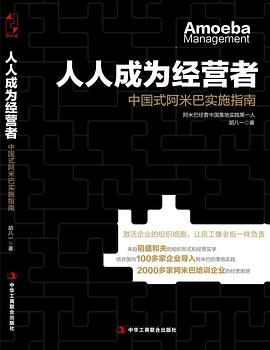 Amoeba
Management
人人成为经营者
中国式阿米巴实施指南
阿米巴经营中国落地实践第一人
胡八一 著
激活企业的组织细胞,让员工像老板一样负责
来自稻盛和夫的组织形式和经营实学
结合国内100多家企业导入阿米巴的落地实践
2000多家阿米巴培训企业的经营困惑
中华工商联合出版社
人人成为经营者
中国式阿米巴实施指南
胡八一 著
中华工商联合出版社